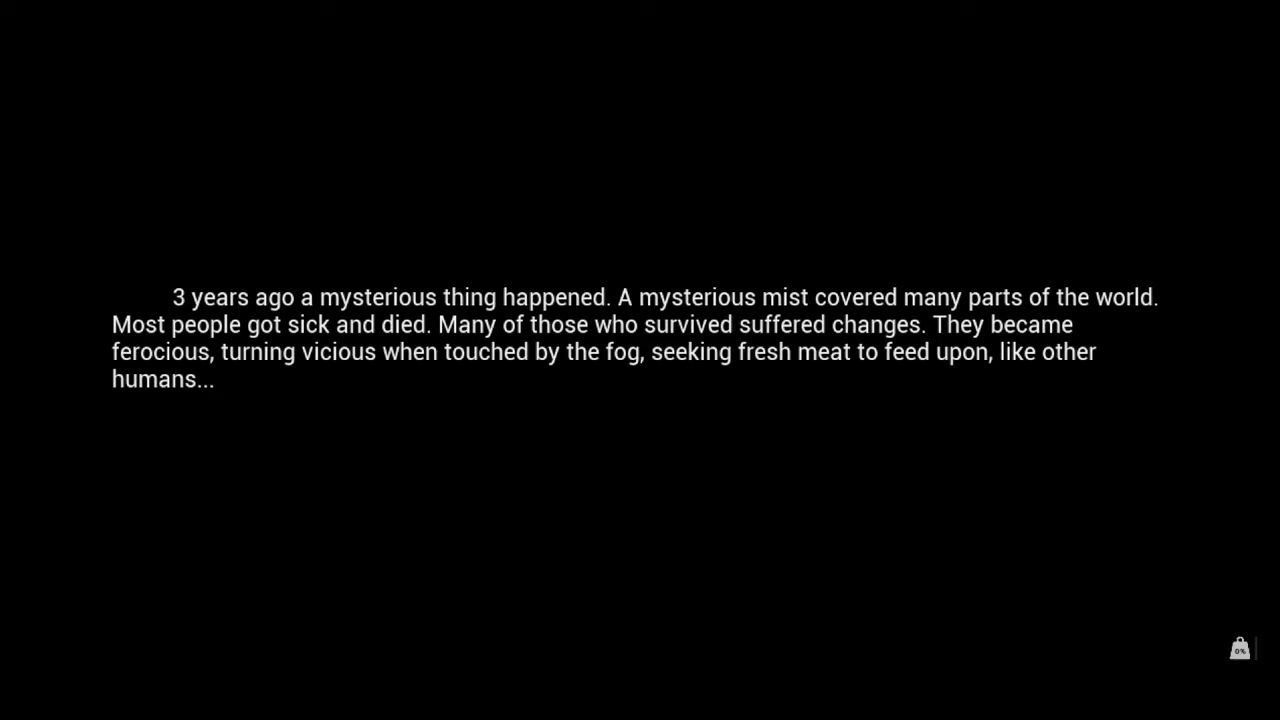 3 years ago a mysterious thing happened. A mysterious mist covered many parts of the world.
Most people got sick and died. Many of those who survived suffered changes. They became
ferocious, turning vicious when touched by the fog, seeking fresh meat to feed upon, like other
humans...
0%